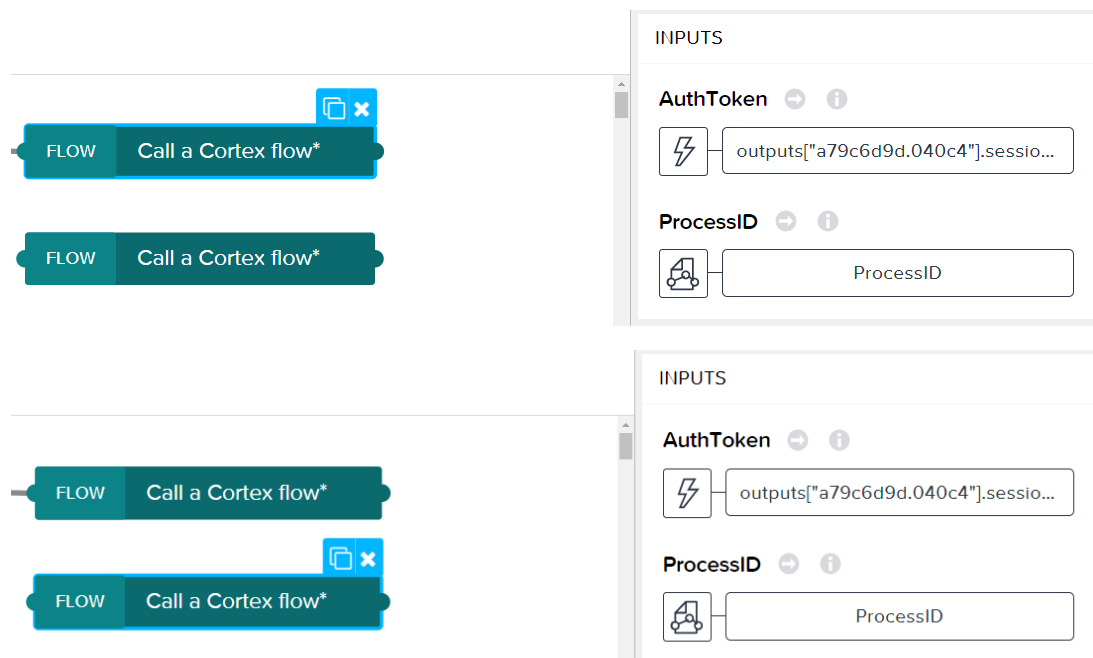 INPUTS
AuthToken
FLOW Call a Cortex flow*
outputs["a79c6d9d.040c4"].sessio...
ProcessID
FLOW Call a Cortex flow*
ProcessID
INPUTS
AuthToken
FLOW Call a Cortex flow*
outputs["a79c6d9d.040c4"].sessio...
ProcessID
FLOW Call a Cortex flow*
ProcessID